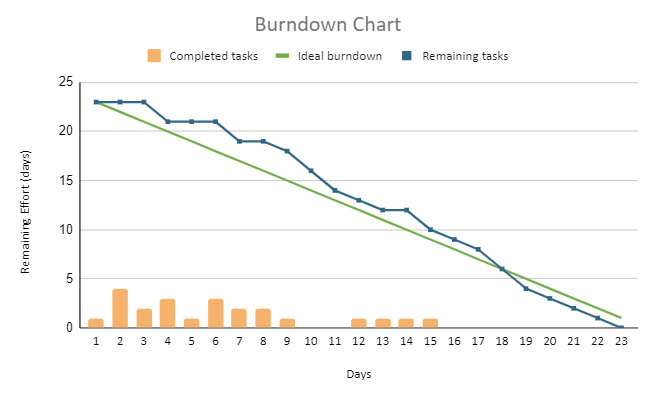 Burndown Chart
Completed tasks Ideal burndown Remaining tasks
25
20
15
10
5
0
Remaining Effort (days)
1 2 3 4 5 6 7 8 9 10 11 12 13 14 15 16 17 18 19 20 21 22 23
Days